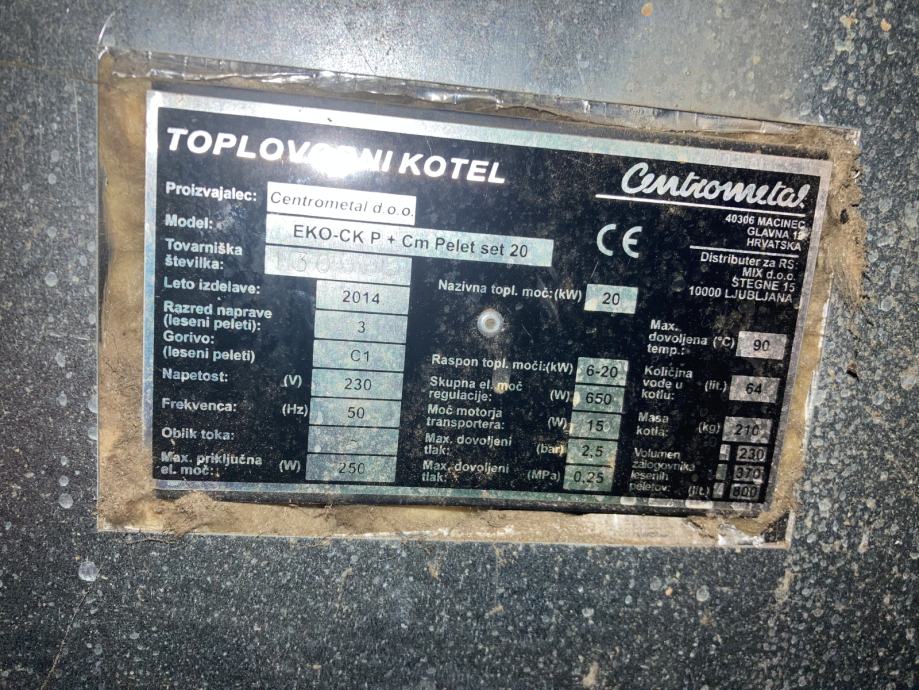 TOPLOVODNI KOTEL
Centrometal
40306 MACINEC
GLAVNA
HRVATSKA
Distributer za RS:
MIX d.o.o.
STEGNE 15
10000 LJUBLJANA
CE
Proizvajalec: Centrometal d.o.o.
Model: EKO-CK P + Cm Pelet set 20
Tovarniška
številka:
Leto izdelave: 2014
Razred naprave
(leseni peleti): 3
Gorivo:
(leseni peleti) C1
Napetost: (V) 230
Frekvenca: (Hz) 50
Oblik toka:
Max. priključna
el. moč: (W) 250
Nazivna topl. moč:(kW) 20
Raspon topl. moči:(kW) 6-20
Skupna el. moč
regulacije: (W) 650
Moč motorja
transportera: (W) 15
Max. dovoljeni
tlak: (bar) 2,5
Max. dovoljeni
tlak: (MPa) 0,25
Max.
dovoljena (°C) 90
temp.:
Količina
vode u (lit.) 64
kotlu:
Masa
kotla: (kg) 210
Volumen 230
zalogovnika
lesenih 370
peletov: (lit.) 800